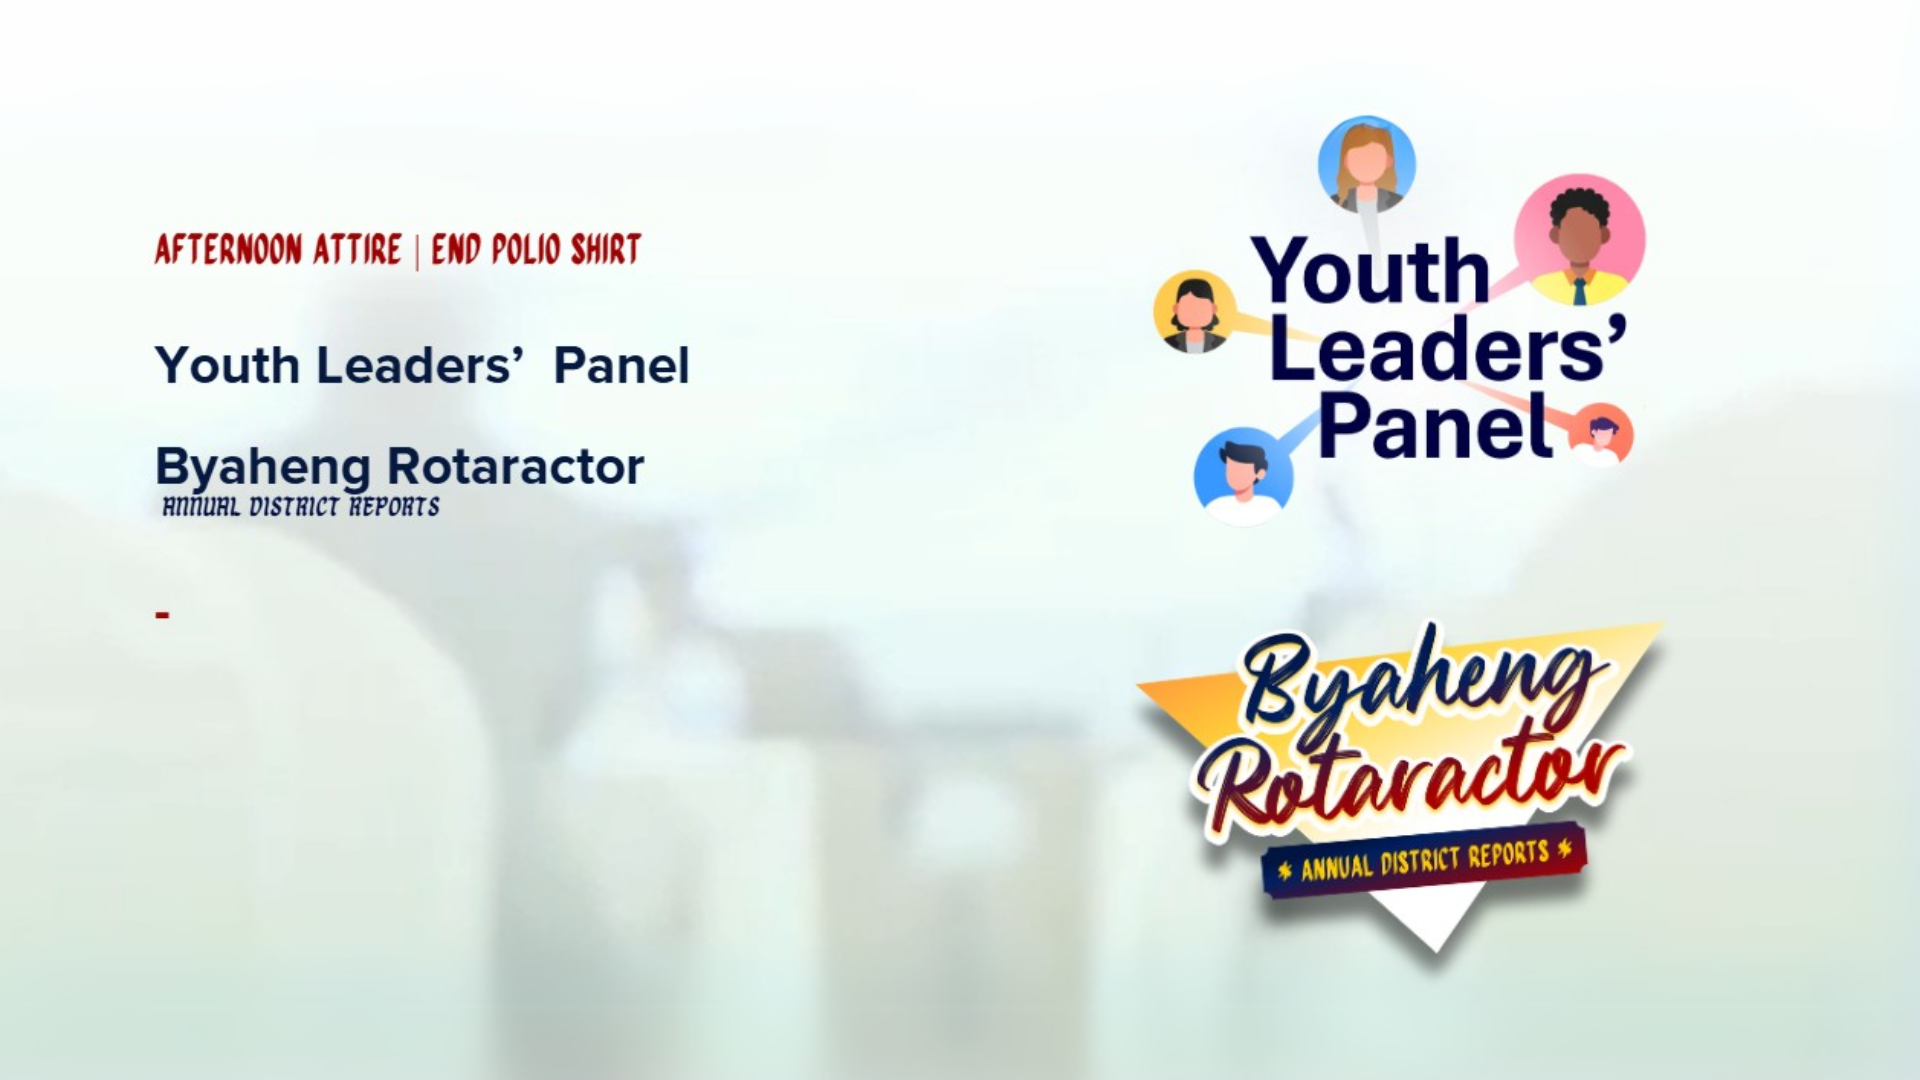 AFTERNOON ATTIRE | END POLIO SHIRT
Youth Leaders’ Panel
Byaheng Rotaractor
ANNUAL DISTRICT REPORTS
-
Youth
Leaders’
Panel
Byaheng
Rotaractor
* ANNUAL DISTRICT REPORTS *